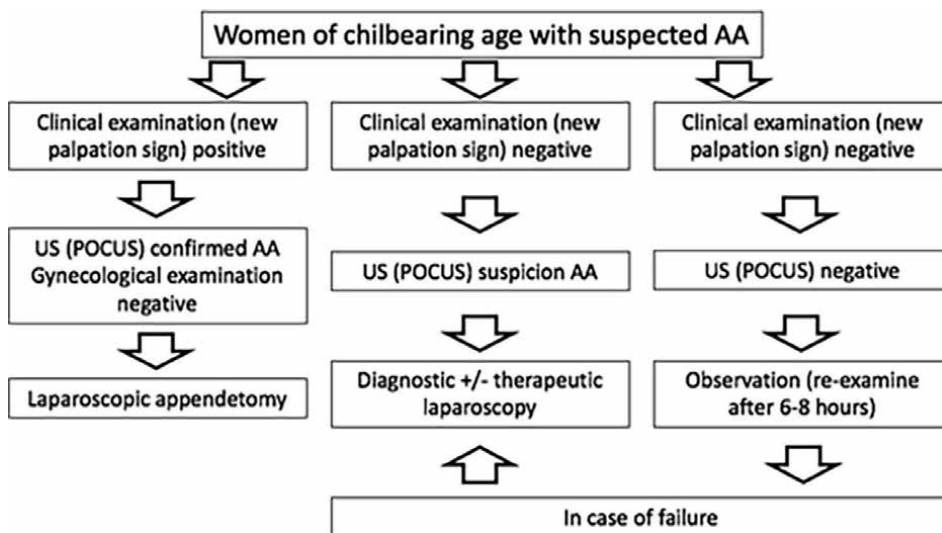 Women of chilbearing age with suspected AA
Clinical examination (new
palpation sign) positive
Clinical examination (new
palpation sign) negative
Clinical examination (new
palpation sign) negative
US (POCUS) confirmed AA
Gynecological examination
negative
US (POCUS) suspicion AA
US (POCUS) negative
Laparoscopic appendetomy
Diagnostic +/- therapeutic
laparoscopy
Observation (re-examine
after 6-8 hours)
In case of failure